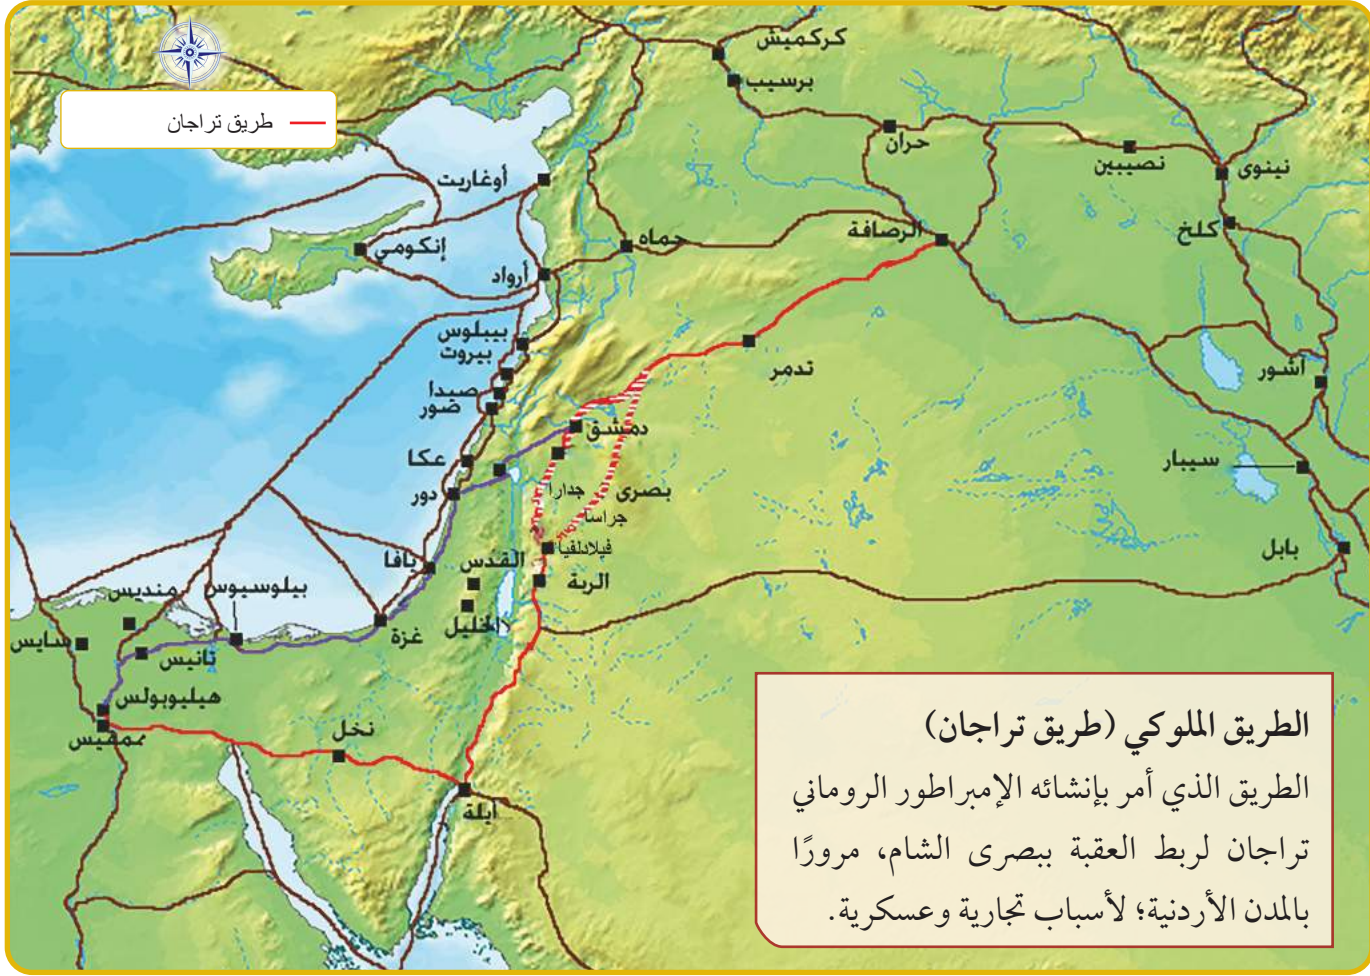 طريق تراجان
كركميش
برسيب
حران
نصيبين
نينوى
كلخ
أوغاريت
إنكومي
حماه
الرصافة
أرواد
بيبلوس
بيروت
صيدا
صور
تدمر
اشور
دمشق
عكا
دور
جدارا
بصرى
جراسا
سيبار
فيلادلفيا
بابل
يافا
القدس
الربة
بيلوسيوس
منديس
غزة
الخليل
سايس
تانيس
هيليوبولس
ممفيس
نخل
ايلة
الطريق الملوكي (طريق تراجان)
الطريق الذي أمر بإنشائه الإمبراطور الروماني
تراجان لربط العقبة ببصرى الشام، مرورًا
بالمدن الأردنية؛ لأسباب تجارية وعسكرية.